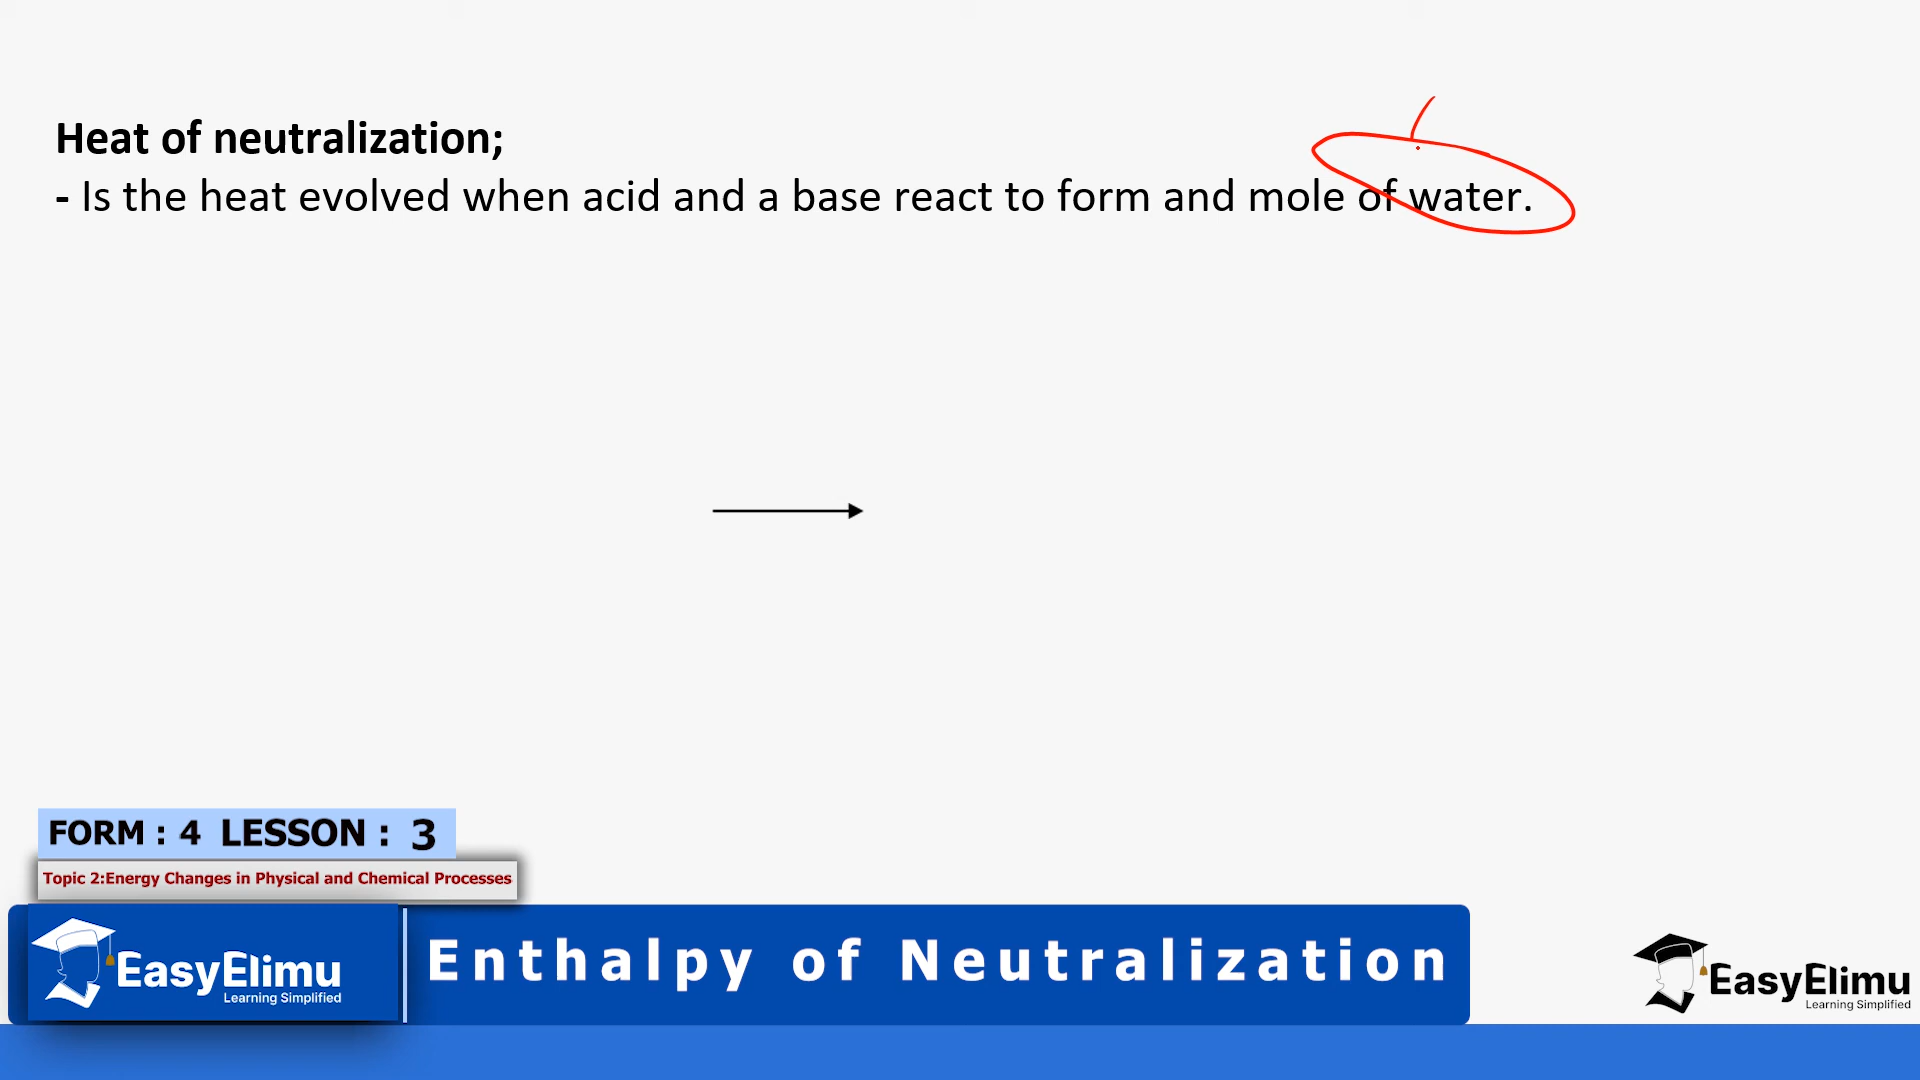 Heat of neutralization;
- Is the heat evolved when acid and a base react to form and mole of water.
FORM : 4 LESSON : 3
Topic 2:Energy Changes in Physical and Chemical Processes
EasyElimu
Learning Simplified
Enthalpy of Neutralization
EasyElimu
Learning Simplified